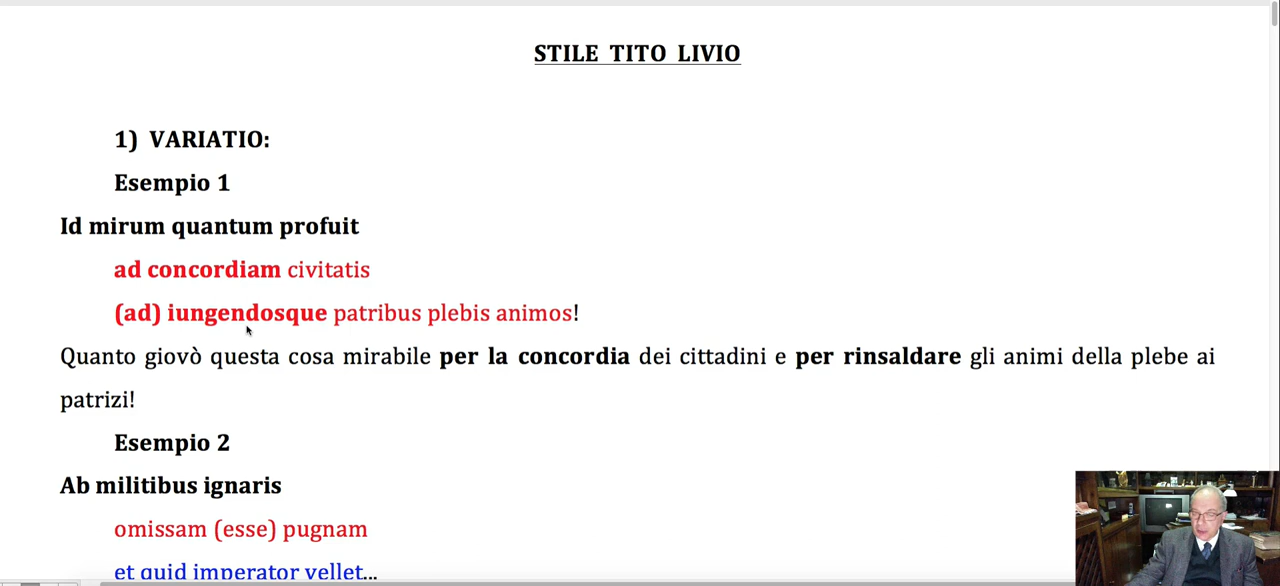 STILE TITO LIVIO
1) VARIATIO:
Esempio 1
Id mirum quantum profuit
ad concordiam civitatis
(ad) iungendosque patribus plebis animos!
Quanto giovò questa cosa mirabile per la concordia dei cittadini e per rinsaldare gli animi della plebe ai
patrizi!
Esempio 2
Ab militibus ignaris
omissam (esse) pugnam
et quid imperator vellet...